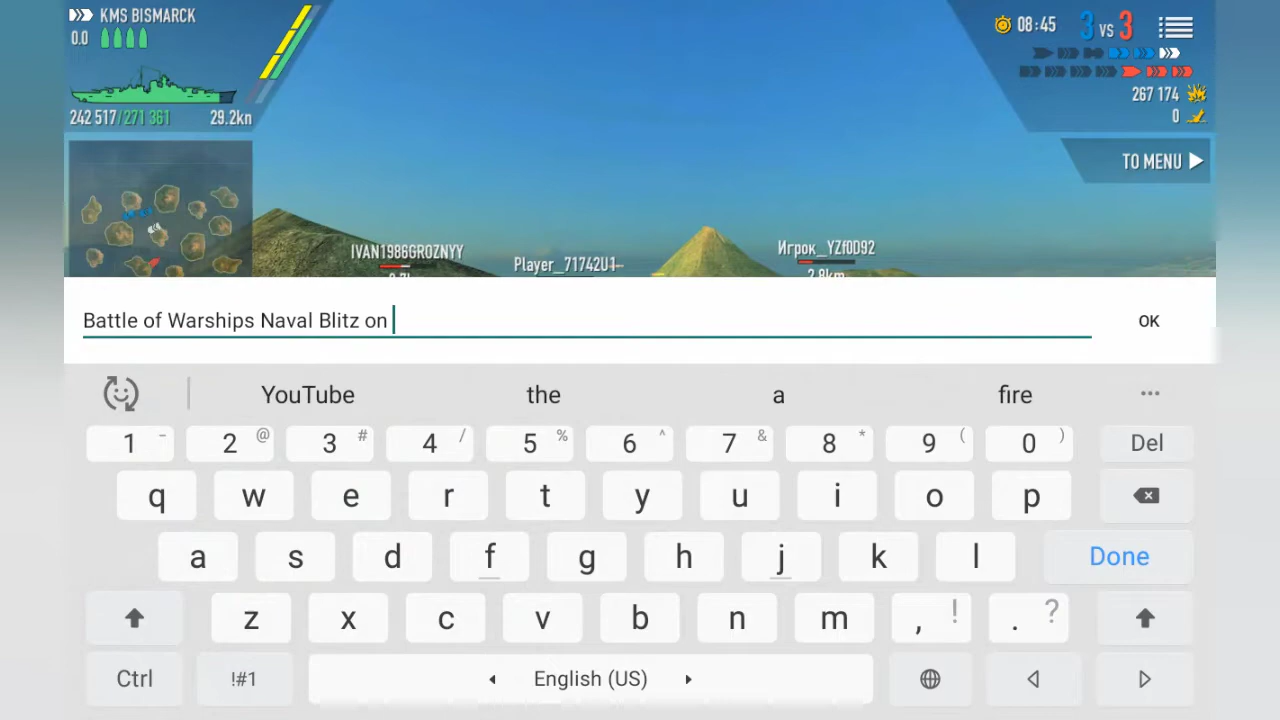 KMS BISMARCK
0.0
242 517/271 361 29.2kn
08:45 3 VS 3
267 174
0
TO MENU
IVAN1986GROZNYY
Player_71742U1
Игрок_YZf0D92
2.8km
Battle of Warships Naval Blitz on
OK
YouTube the a fire ...
1 - 2 @ 3 # 4 / 5 % 6 ^ 7 & 8 * 9 ( 0 ) Del
q w e r t y u i o p
a s d f g h j k l Done
z x c v b n m , ! . ?
Ctrl !#1 English (US)